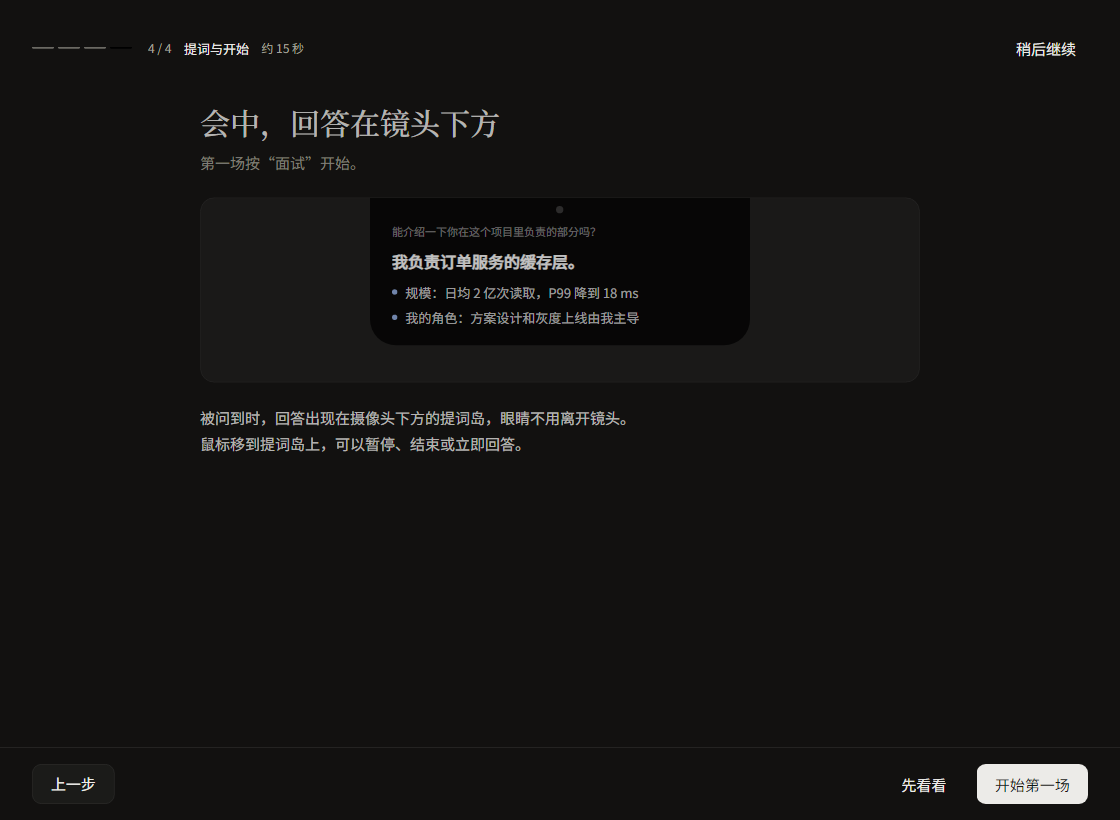 4 / 4 提词与开始 约 15 秒
稍后继续
会中，回答在镜头下方
第一场按“面试”开始。
能介绍一下你在这个项目里负责的部分吗？
我负责订单服务的缓存层。
规模：日均 2 亿次读取，P99 降到 18 ms
我的角色：方案设计和灰度上线由我主导
被问到时，回答出现在摄像头下方的提词岛，眼睛不用离开镜头。
鼠标移到提词岛上，可以暂停、结束或立即回答。
上一步
先看看
开始第一场